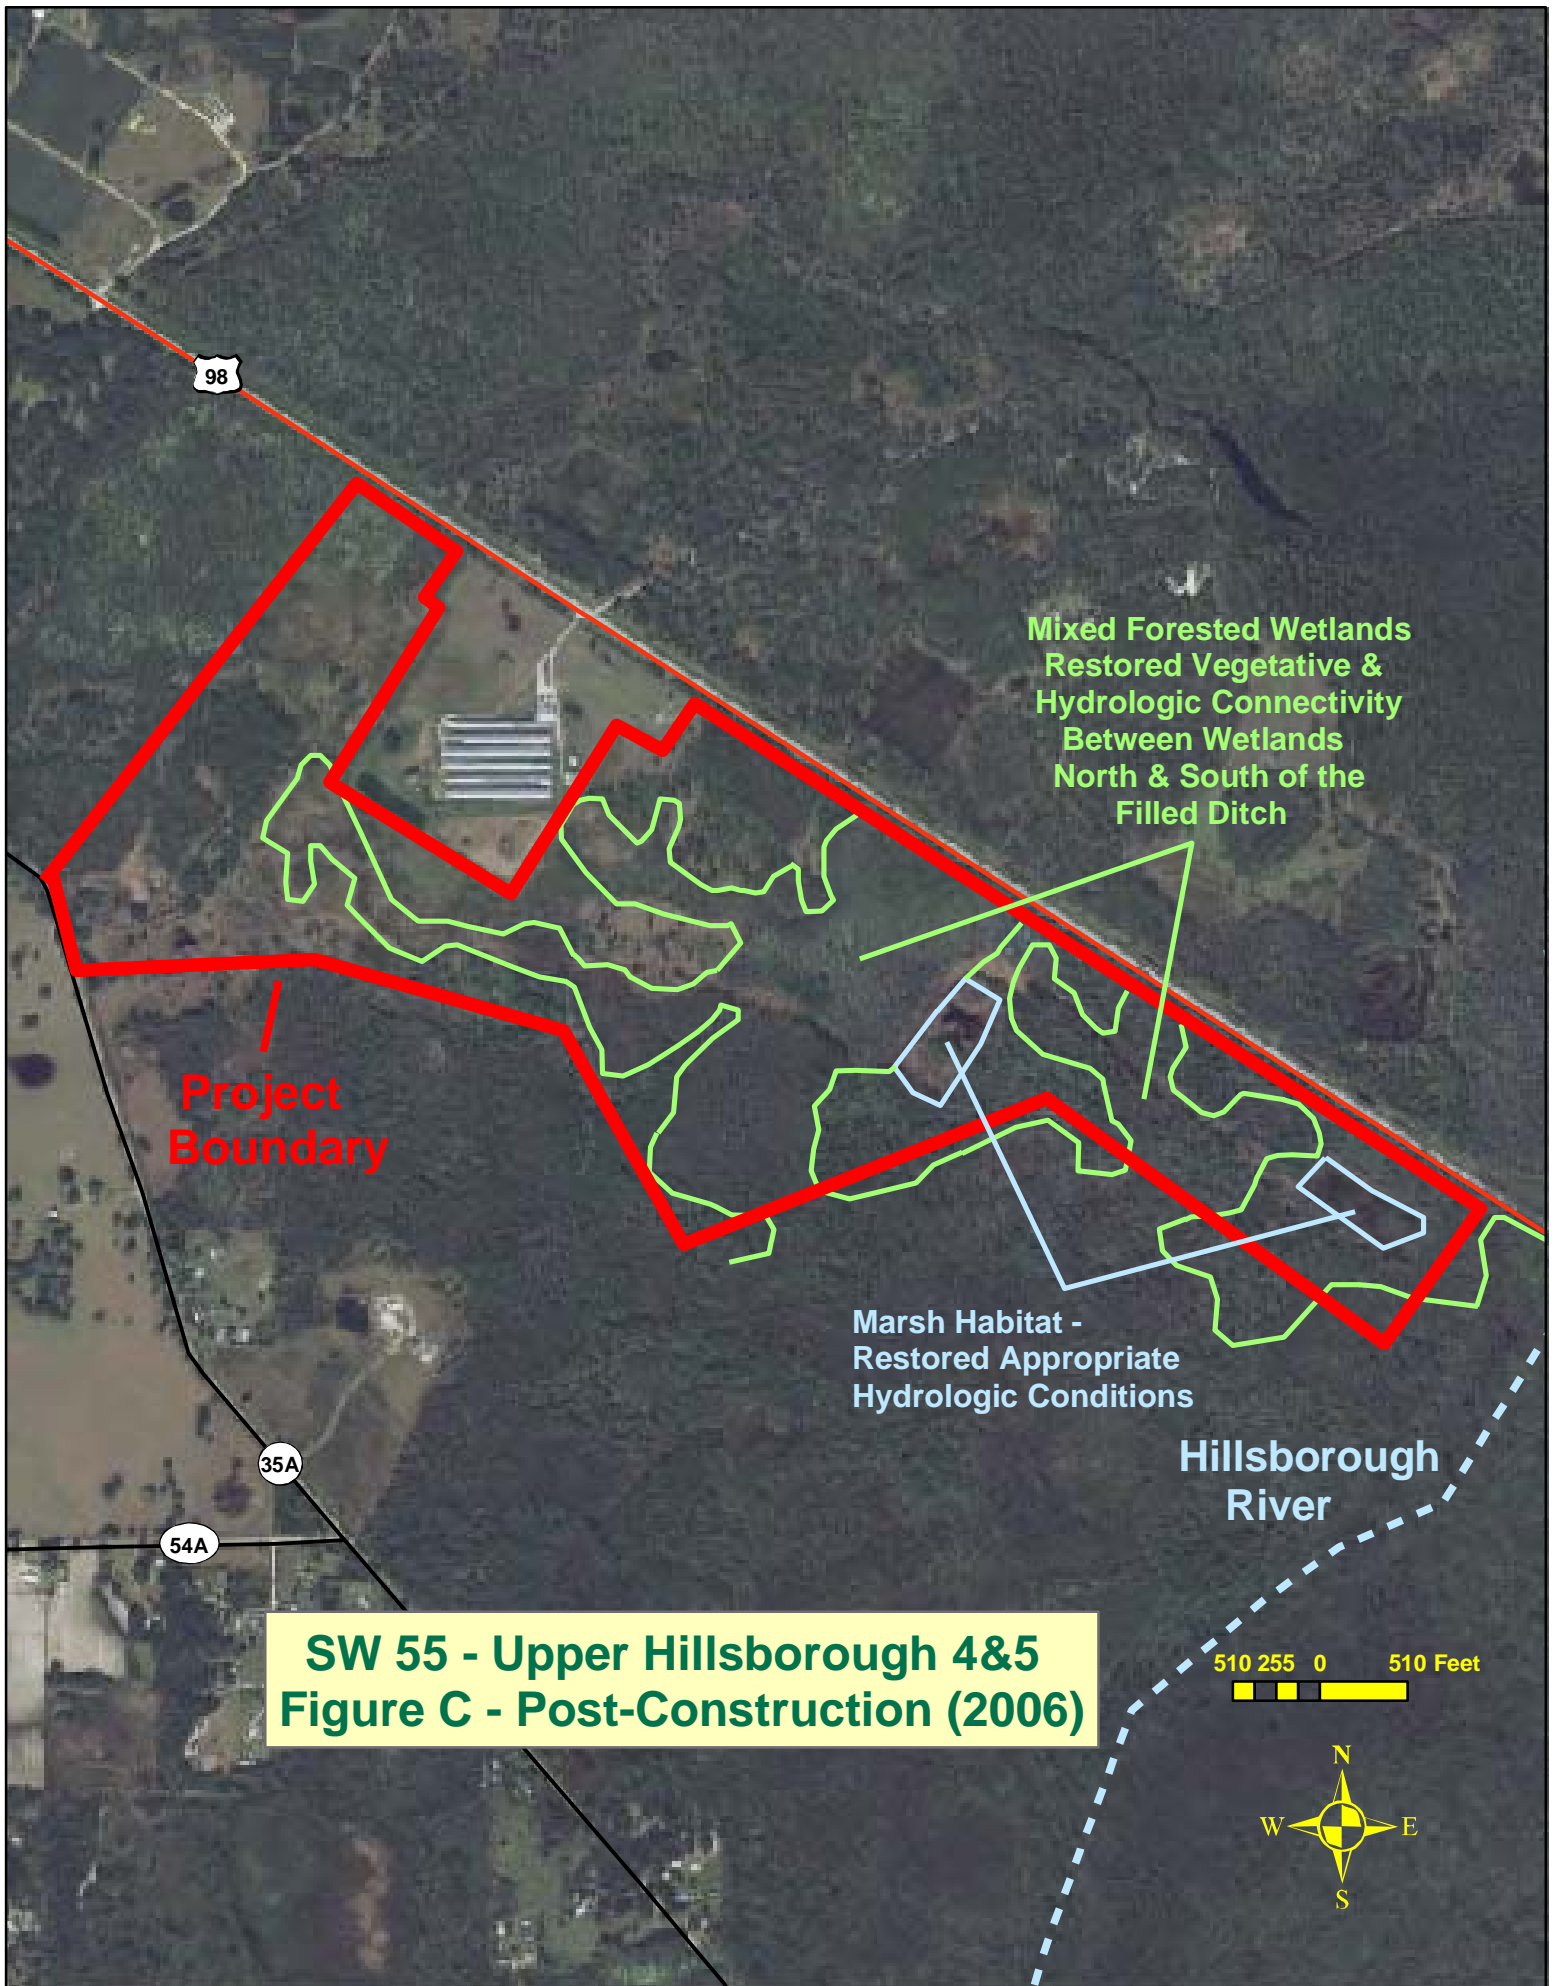 98
Mixed Forested Wetlands
Restored Vegetative &
Hydrologic Connectivity
Between Wetlands
North & South of the
Filled Ditch
Project
Boundary
Marsh Habitat -
Restored Appropriate
Hydrologic Conditions
Hillsborough
River
35A
54A
SW 55 - Upper Hillsborough 4&5
Figure C - Post-Construction (2006)
510 255 0 510 Feet
N
W E
S